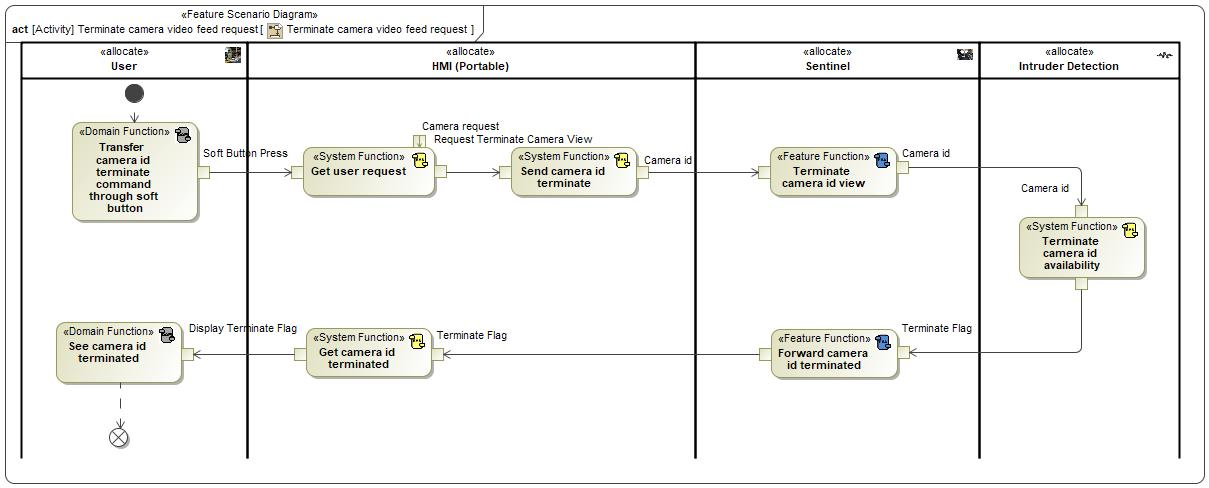 «Feature Scenario Diagram»
act [Activity] Terminate camera video feed request [ Terminate camera video feed request ]
«allocate»
User
«allocate»
HMI (Portable)
«allocate»
Sentinel
«allocate»
Intruder Detection
«Domain Function»
Transfer
camera id
terminate
command
through soft
button
Soft Button Press
Camera request
Request Terminate Camera View
«System Function»
Get user request
«System Function»
Send camera id
terminate
Camera id
«Feature Function»
Terminate
camera id view
Camera id
Camera id
«System Function»
Terminate
camera id
availability
Terminate Flag
«Feature Function»
Forward camera
id terminated
Terminate Flag
«System Function»
Get camera id
terminated
Display Terminate Flag
«Domain Function»
See camera id
terminated